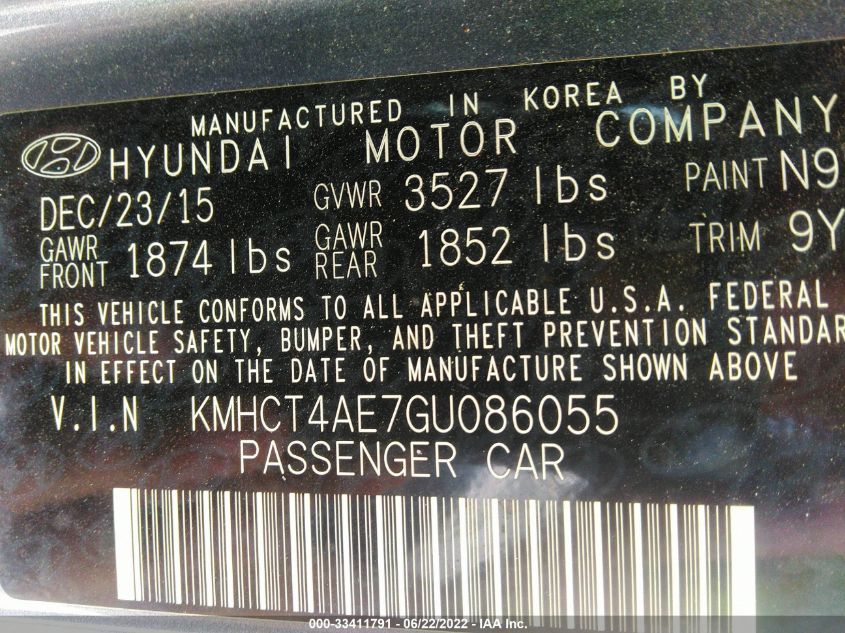 MANUFACTURED IN KOREA BY
HYUNDAI MOTOR COMPANY
DEC/23/15 GVWR 3527 lbs PAINT N9
GAWR FRONT 1874 lbs GAWR REAR 1852 lbs TRIM 9Y
THIS VEHICLE CONFORMS TO ALL APPLICABLE U.S.A. FEDERAL
MOTOR VEHICLE SAFETY, BUMPER, AND THEFT PREVENTION STANDAR
IN EFFECT ON THE DATE OF MANUFACTURE SHOWN ABOVE
V.I.N KMHCT4AE7GU086055
PASSENGER CAR
000-33411791 - 06/22/2022 - IAA Inc.